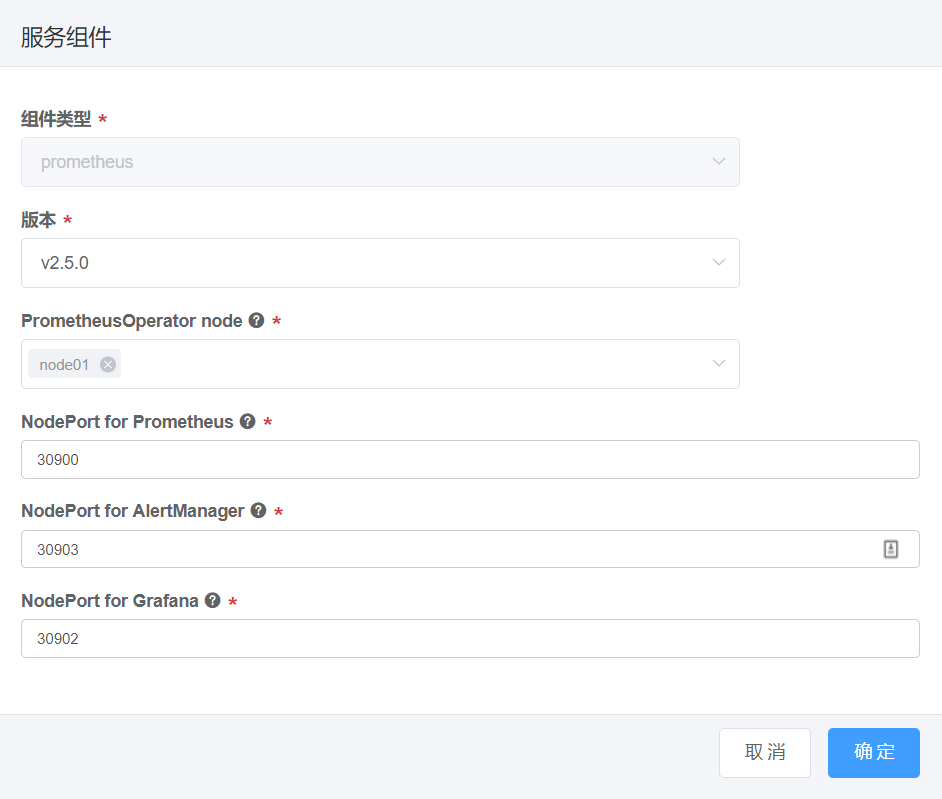 服务组件
组件类型 *
prometheus
版本 *
v2.5.0
PrometheusOperator node ? *
node01
NodePort for Prometheus ? *
30900
NodePort for AlertManager ? *
30903
NodePort for Grafana ? *
30902
取消 确定